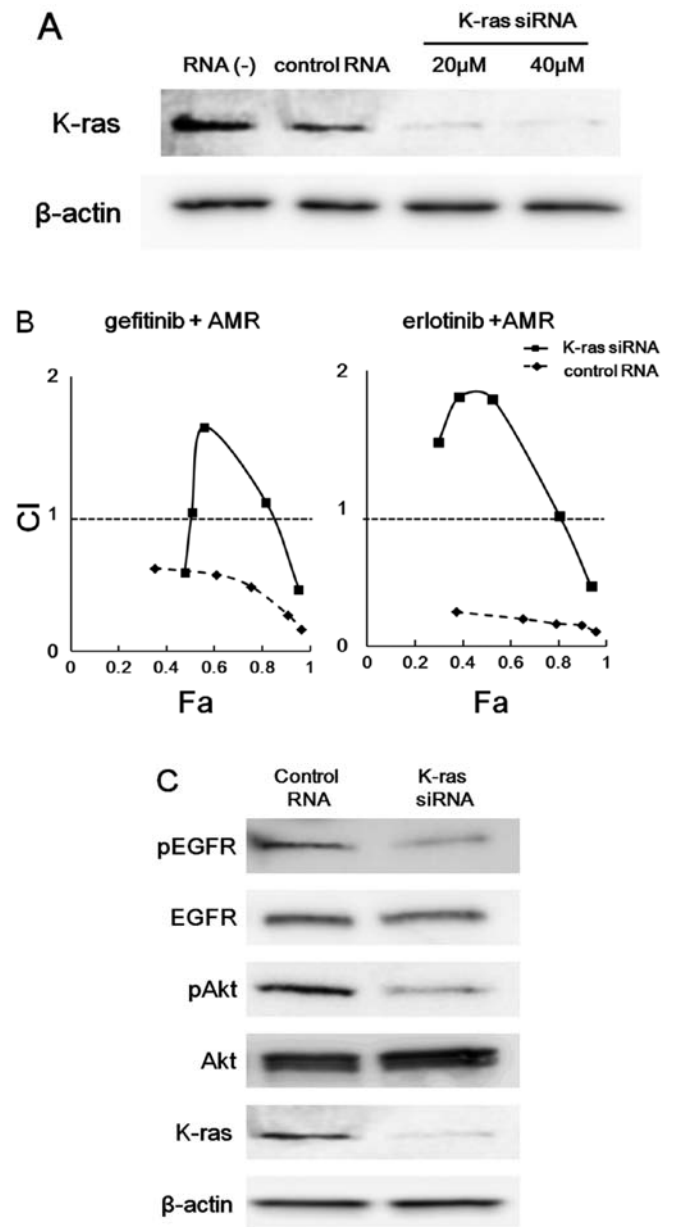 A
K-ras siRNA
RNA (-) control RNA 20µM 40µM
K-ras
β-actin
B
gefitinib + AMR
erlotinib +AMR
K-ras siRNA
control RNA
2
1
0
CI
0 0.2 0.4 0.6 0.8 1
Fa
2
1
0
0 0.2 0.4 0.6 0.8 1
Fa
C
Control
RNA
K-ras
siRNA
pEGFR
EGFR
pAkt
Akt
K-ras
β-actin